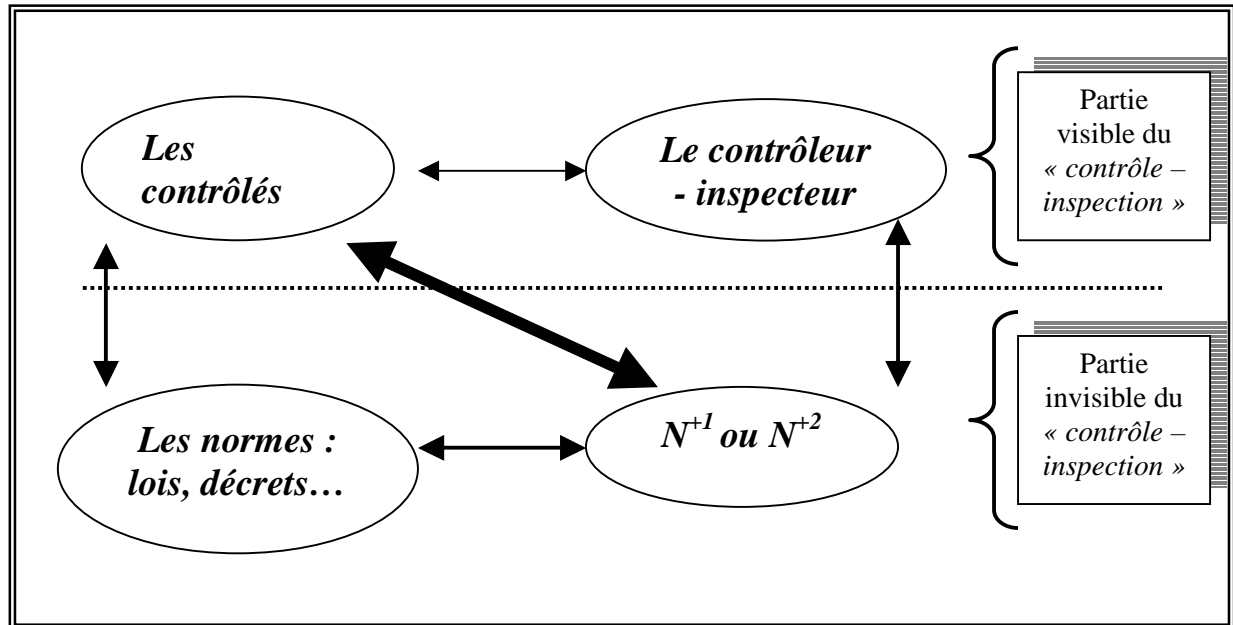 Les
contrôlés
Le contrôleur
- inspecteur
Partie
visible du
« contrôle –
inspection »
Les normes :
lois, décrets…
N+1 ou N+2
Partie
invisible du
« contrôle –
inspection »